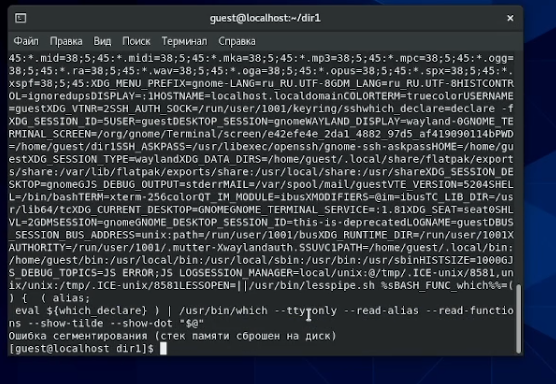 guest@localhost:~/dir1
Файл Правка Вид Поиск Терминал Справка
45:*.mid=38;5;45:*.midi=38;5;45:*.mka=38;5;45:*.mp3=38;5;45:*.mpc=38;5;45:*.ogg=
38;5;45:*.ra=38;5;45:*.wav=38;5;45:*.oga=38;5;45:*.opus=38;5;45:*.spx=38;5;45:*.
xspf=38;5;45:XDG_MENU_PREFIX=gnome-LANG=ru_RU.UTF-8GDM_LANG=ru_RU.UTF-8HISTCONTR
OL=ignoredupsDISPLAY=:1HOSTNAME=localhost.localdomainCOLORTERM=truecolorUSERNAME
=guestXDG_VTNR=2SSH_AUTH_SOCK=/run/user/1001/keyring/sshwhich_declare=declare -f
XDG_SESSION_ID=5USER=guestDESKTOP_SESSION=gnomeWAYLAND_DISPLAY=wayland-0GNOME_TE
RMINAL_SCREEN=/org/gnome/Terminal/screen/e42efe4e_2da1_4882_97d5_af419090114bPWD
=/home/guest/dir1SSH_ASKPASS=/usr/libexec/openssh/gnome-ssh-askpassHOME=/home/gu
estXDG_SESSION_TYPE=waylandXDG_DATA_DIRS=/home/guest/.local/share/flatpak/export
s/share:/var/lib/flatpak/exports/share:/usr/local/share:/usr/shareXDG_SESSION_DE
SKTOP=gnomeGJS_DEBUG_OUTPUT=stderrMAIL=/var/spool/mail/guestVTE_VERSION=5204SHEL
L=/bin/bashTERM=xterm-256colorQT_IM_MODULE=ibusXMODIFIERS=@im=ibusTC_LIB_DIR=/us
r/lib64/tcXDG_CURRENT_DESKTOP=GNOMEGNOME_TERMINAL_SERVICE=:1.81XDG_SEAT=seat0SHL
VL=2GDMSESSION=gnomeGNOME_DESKTOP_SESSION_ID=this-is-deprecatedLOGNAME=guestDBUS
_SESSION_BUS_ADDRESS=unix:path=/run/user/1001/busXDG_RUNTIME_DIR=/run/user/1001X
AUTHORITY=/run/user/1001/.mutter-Xwaylandauth.SSUVC1PATH=/home/guest/.local/bin:
/home/guest/bin:/usr/local/bin:/usr/bin:/usr/local/sbin:/usr/sbinHISTSIZE=1000GJ
S_DEBUG_TOPICS=JS ERROR;JS LOGSESSION_MANAGER=local/unix:@/tmp/.ICE-unix/8581,un
ix/unix:/tmp/.ICE-unix/8581LESSOPEN=||/usr/bin/lesspipe.sh %sBASH_FUNC_which%%=(
) { ( alias;
eval ${which_declare} ) | /usr/bin/which --tty-only --read-alias --read-functio
ns --show-tilde --show-dot "$@"
Ошибка сегментирования (стек памяти сброшен на диск)
[guest@localhost dir1]$